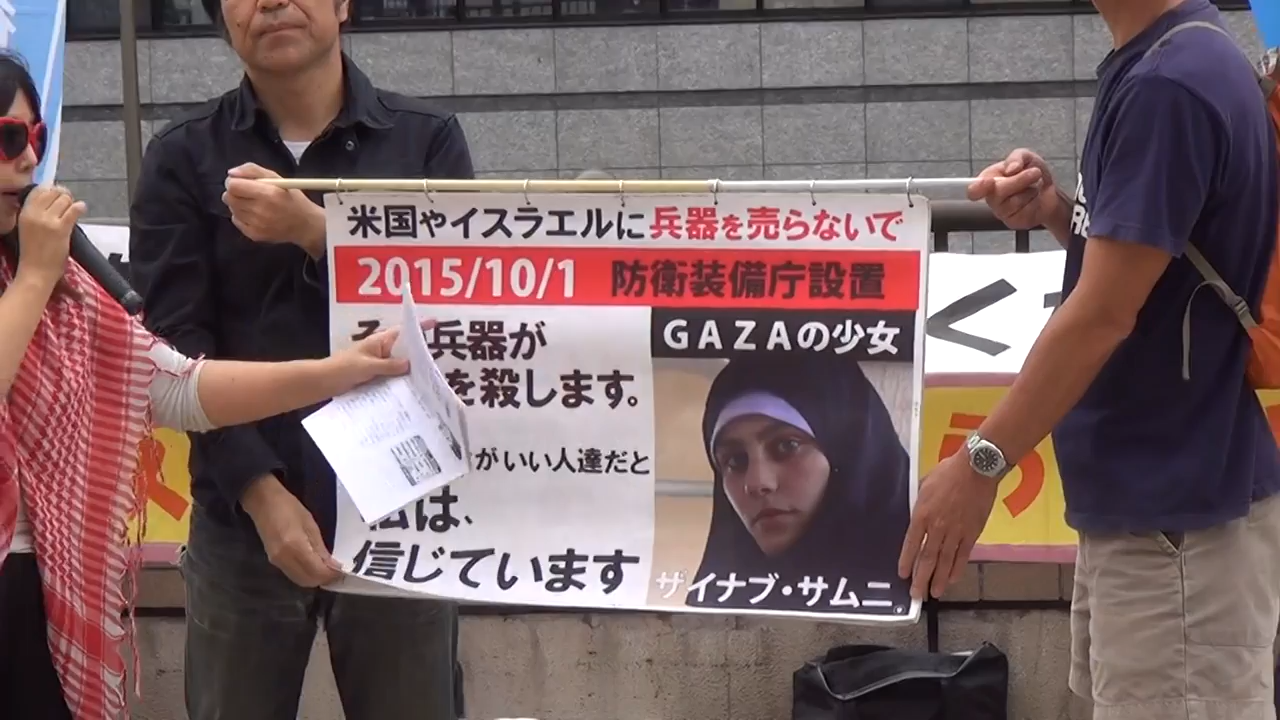 米国やイスラエルに兵器を売らないで
2015/10/1 防衛装備庁設置
GAZAの少女
兵器が
を殺します。
がいい人達だと
私は、
信じています
ザイナブ・サムニ。